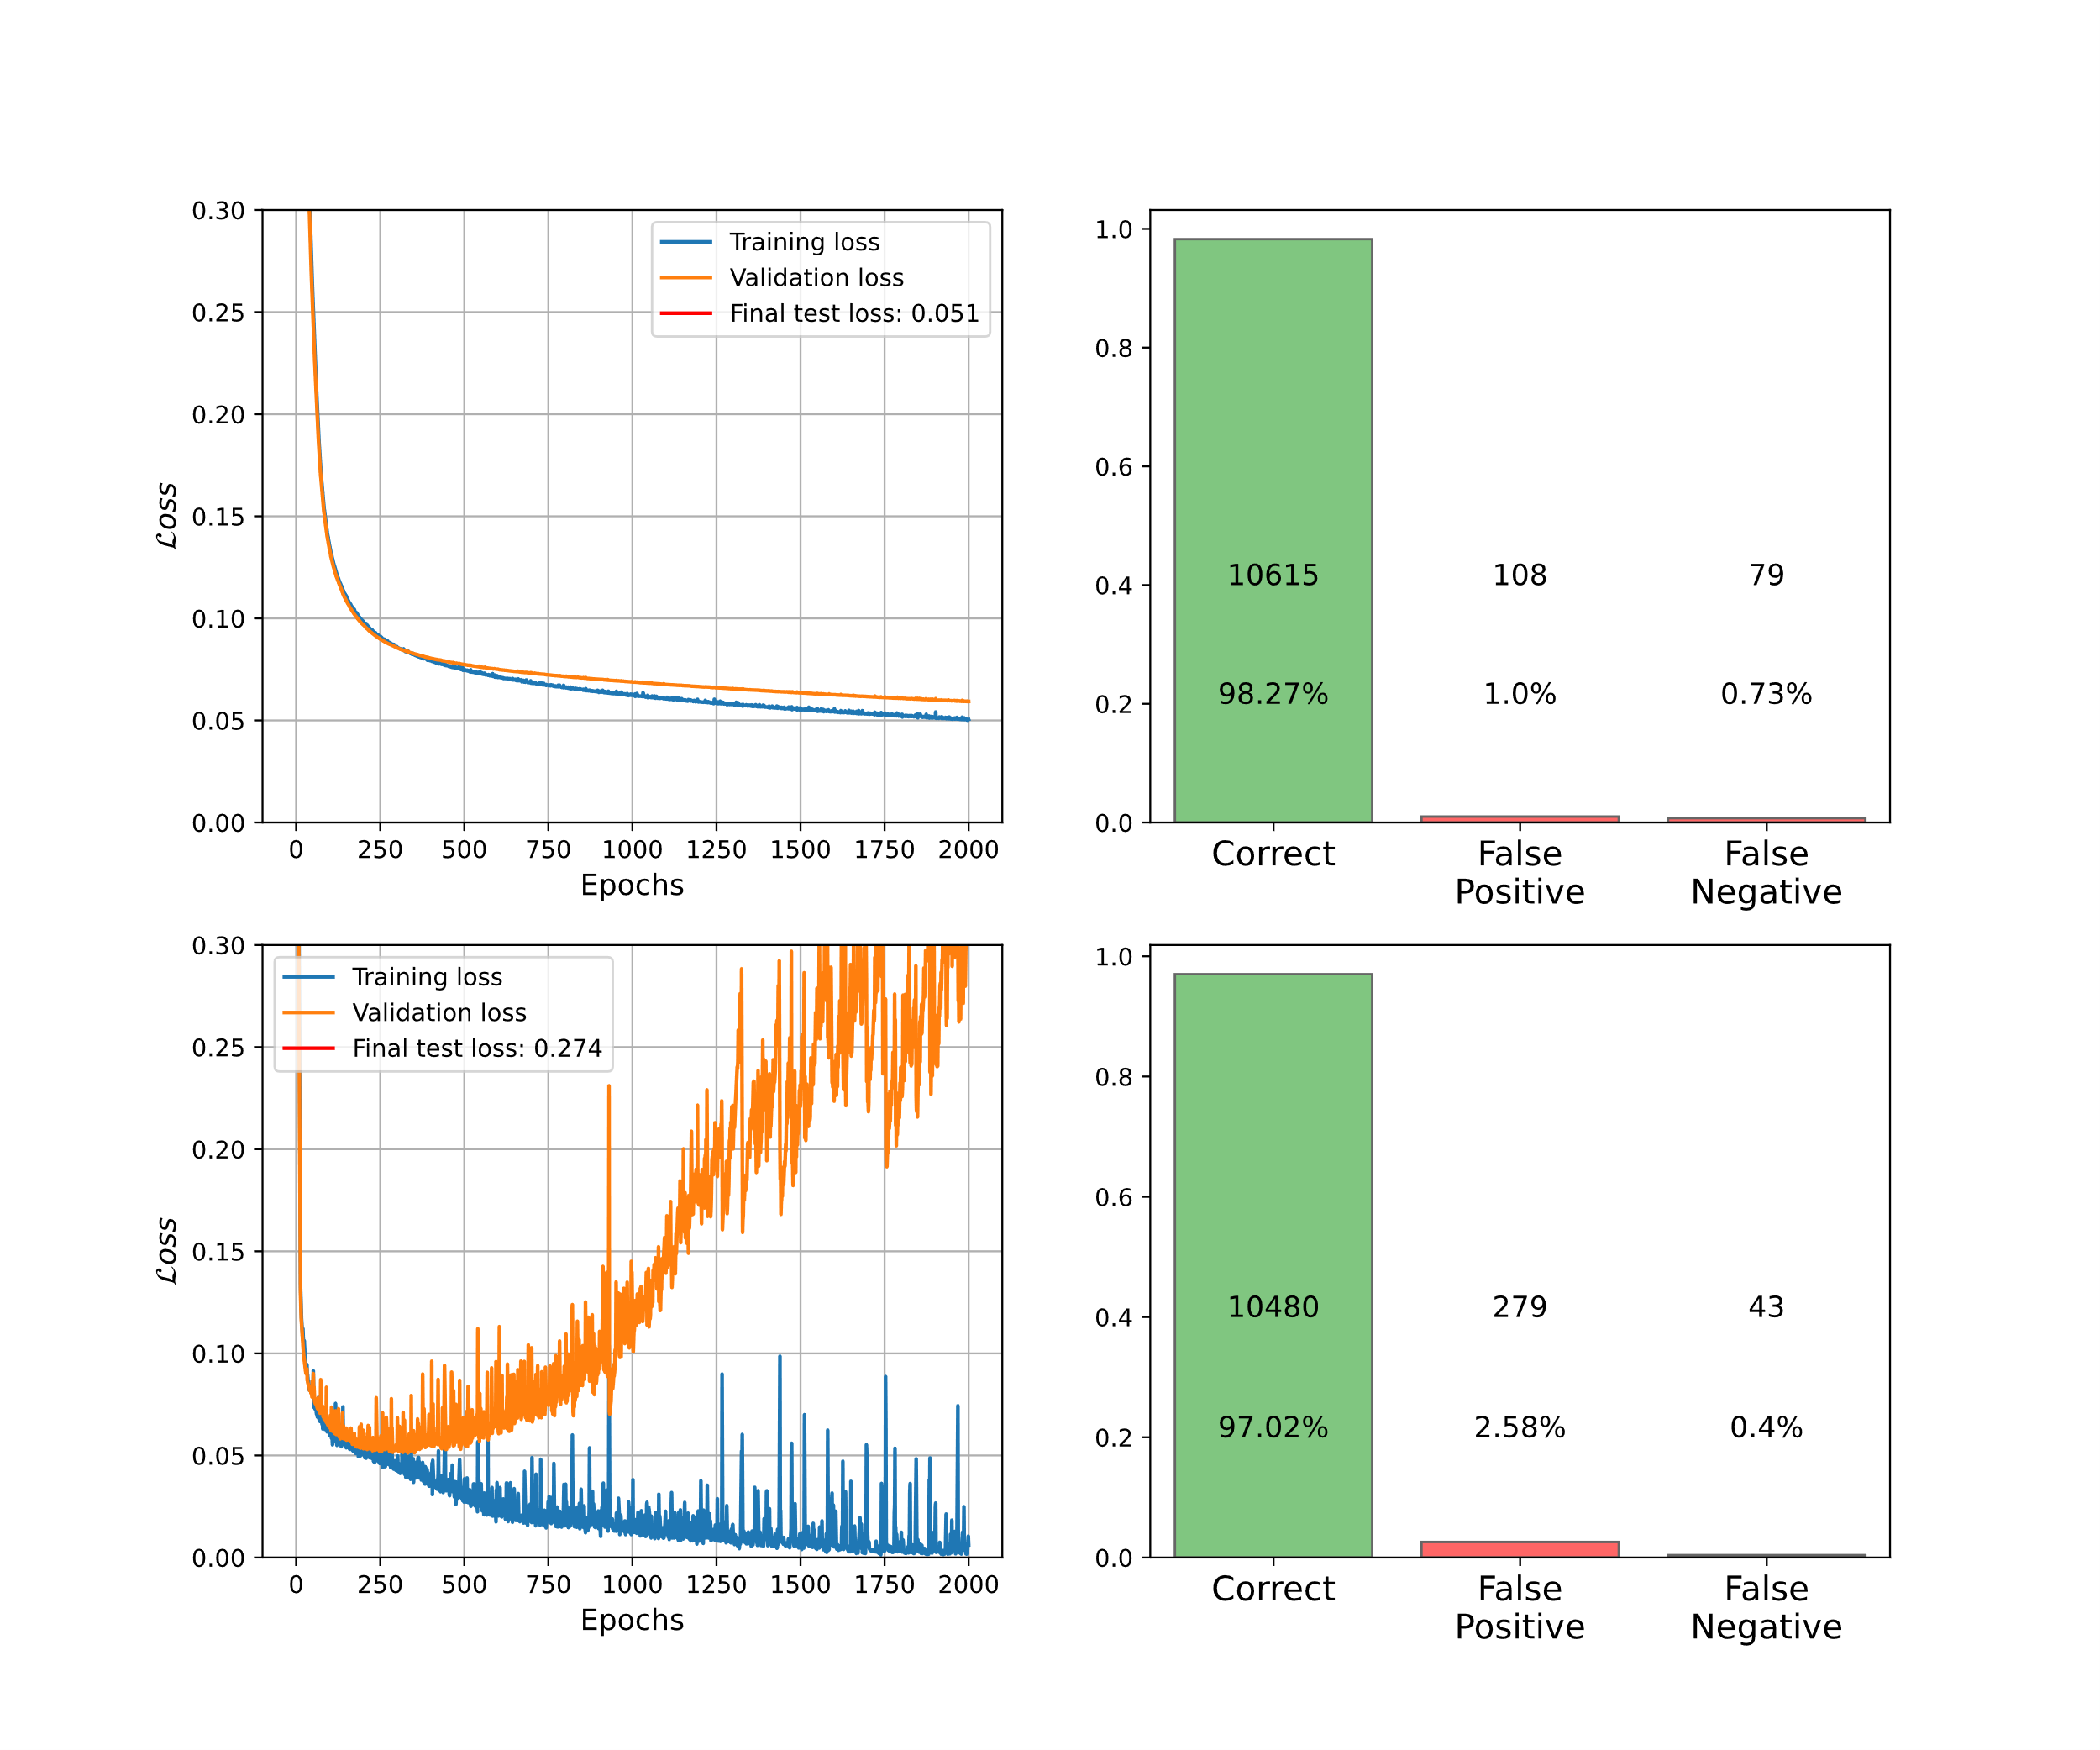 0.30
0.25
0.20
0.15
0.10
0.05
0.00
ℒoss
Training loss
Validation loss
Final test loss: 0.051
0 250 500 750 1000 1250 1500 1750 2000
Epochs
1.0
0.8
0.6
0.4
0.2
0.0
10615 108 79
98.27% 1.0% 0.73%
Correct False False
Positive Negative
0.30
0.25
0.20
0.15
0.10
0.05
0.00
ℒoss
Training loss
Validation loss
Final test loss: 0.274
0 250 500 750 1000 1250 1500 1750 2000
Epochs
1.0
0.8
0.6
0.4
0.2
0.0
10480 279 43
97.02% 2.58% 0.4%
Correct False False
Positive Negative